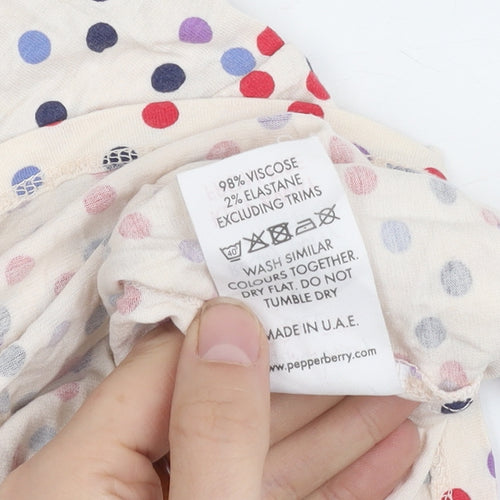 98% VISCOSE
2% ELASTANE
EXCLUDING TRIMS
40
WASH SIMILAR
COLOURS TOGETHER.
DRY FLAT. DO NOT
TUMBLE DRY
MADE IN U.A.E.
www.pepperberry.com